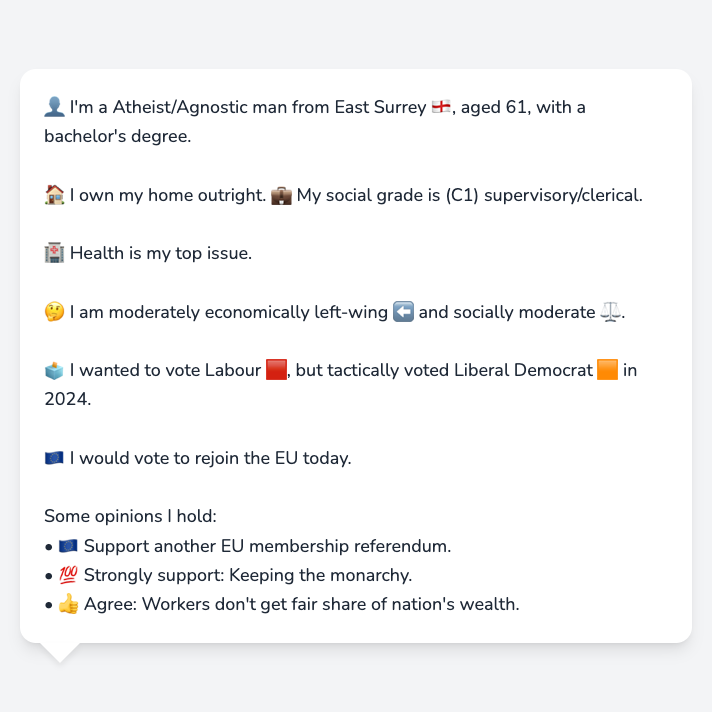 👤 I'm a Atheist/Agnostic man from East Surrey 🏴󠁧󠁢󠁥󠁮󠁧󠁿, aged 61, with a
bachelor's degree.
🏠 I own my home outright. 💼 My social grade is (C1) supervisory/clerical.
🏥 Health is my top issue.
🤔 I am moderately economically left-wing ⬅️ and socially moderate ⚖️.
🗳️ I wanted to vote Labour 🟥, but tactically voted Liberal Democrat 🟧 in
2024.
🇪🇺 I would vote to rejoin the EU today.
Some opinions I hold:
• 🇪🇺 Support another EU membership referendum.
• 💯 Strongly support: Keeping the monarchy.
• 👍 Agree: Workers don't get fair share of nation's wealth.